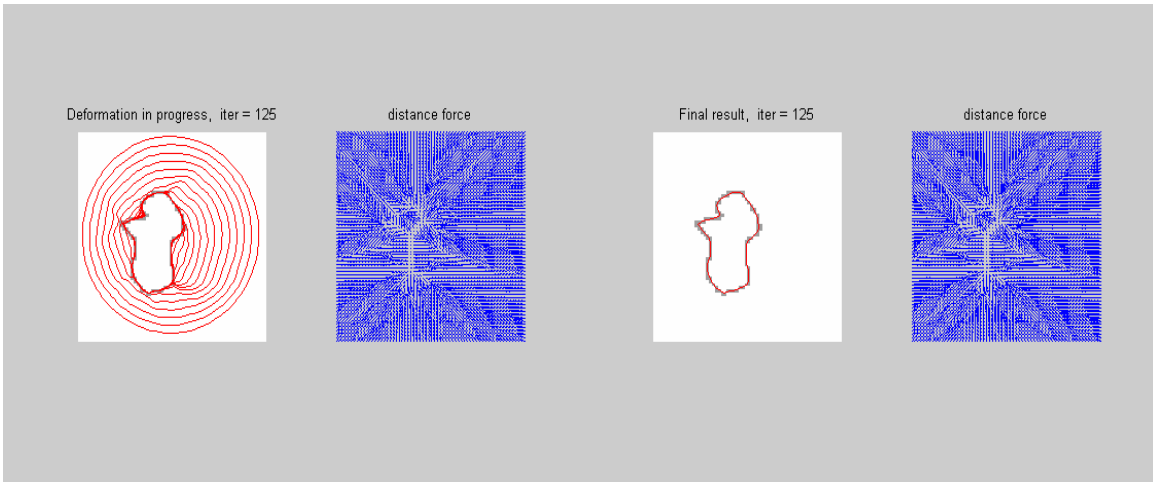 Deformation in progress, iter = 125
distance force
Final result, iter = 125
distance force